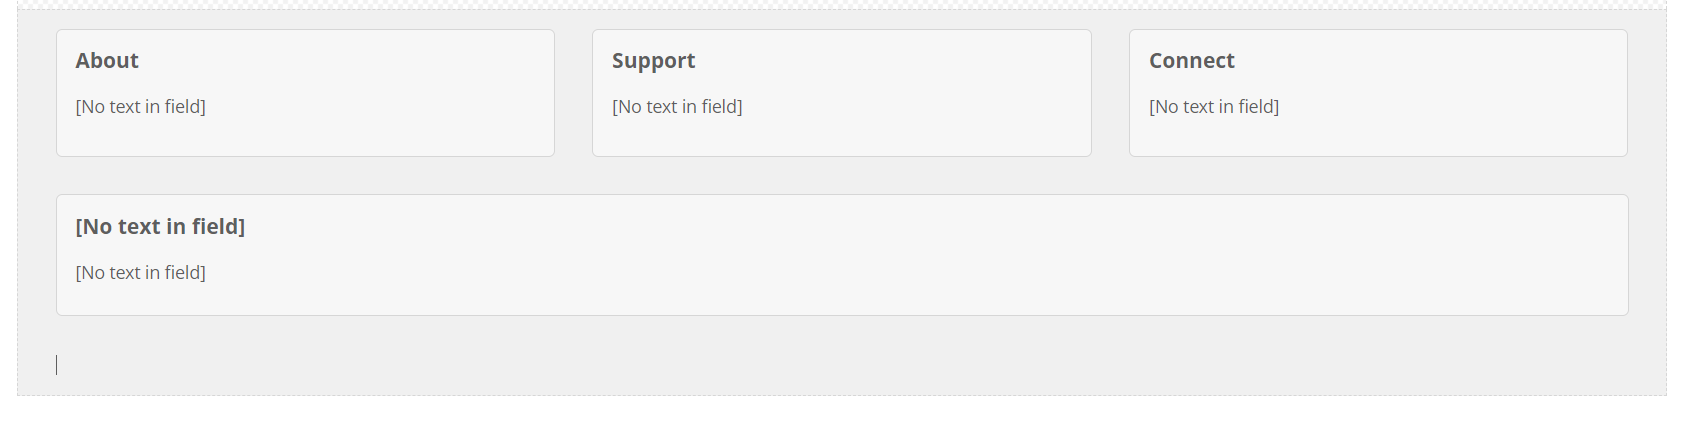 About
[No text in field]
Support
[No text in field]
Connect
[No text in field]
[No text in field]
[No text in field]